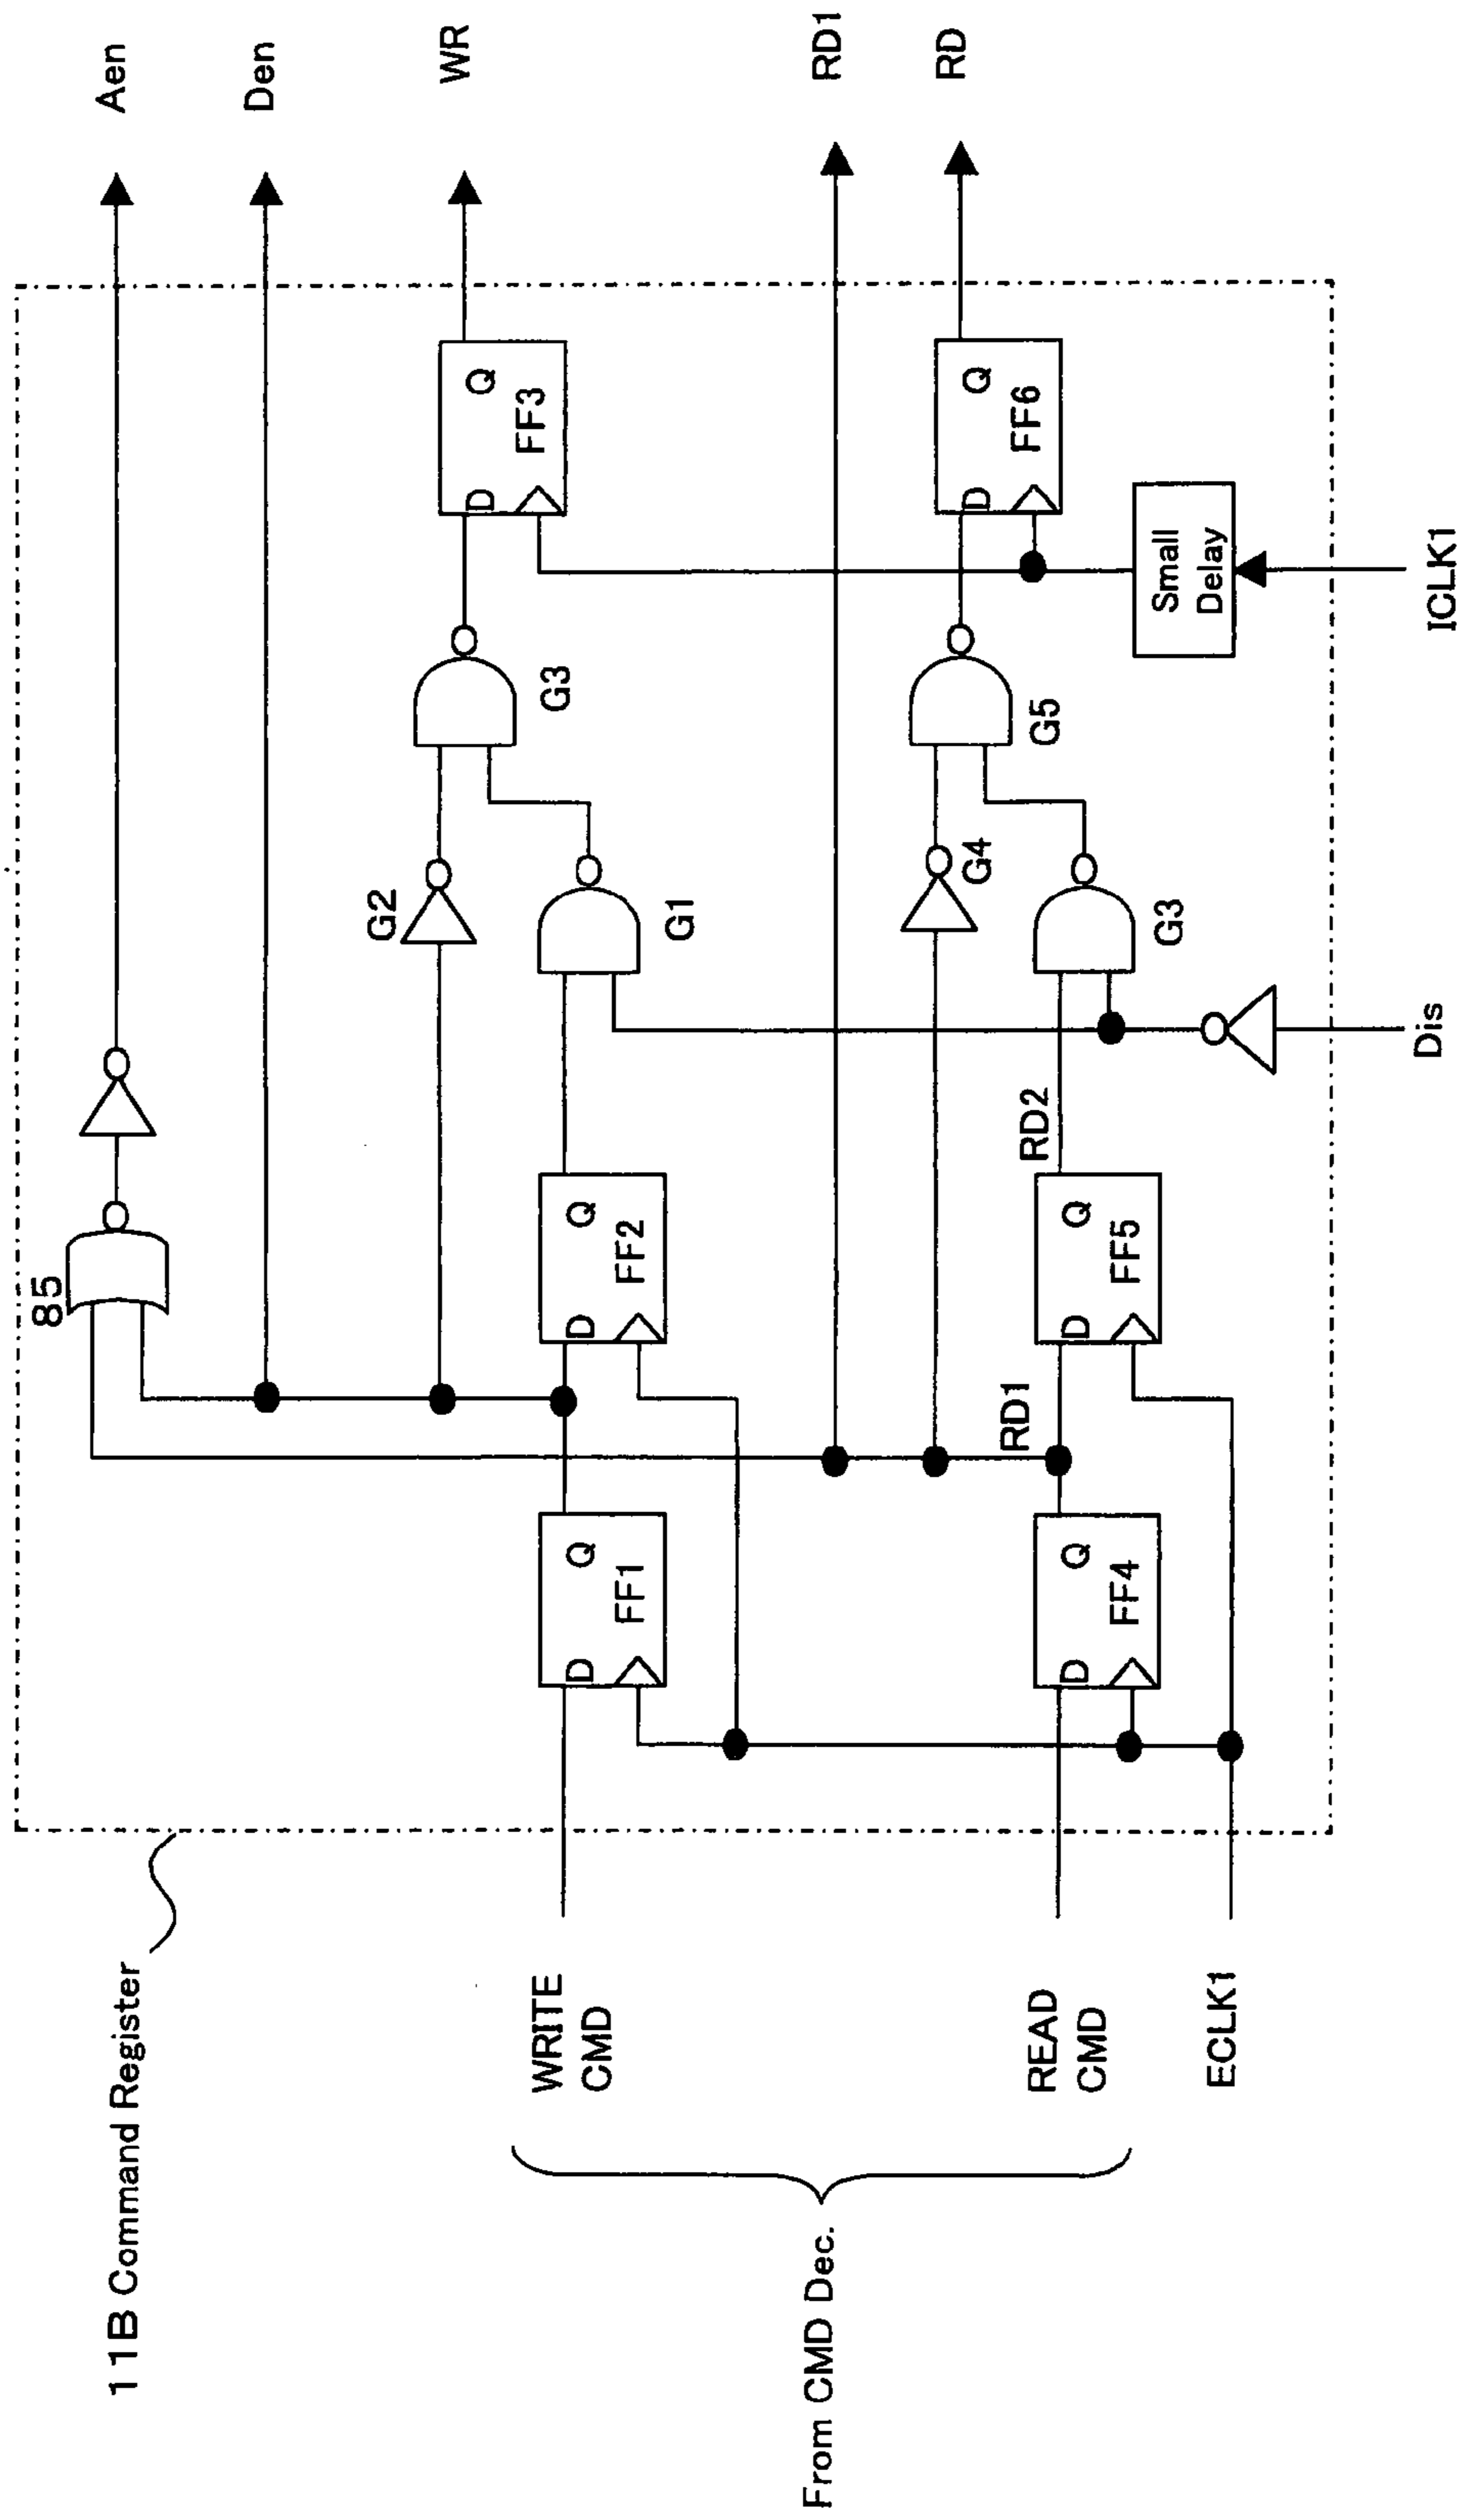 Aen
Den
WR
RD1
RD
11B Command Register
85
G2
G3
Q
D
FF3
G1
D
Q
FF1
D
Q
FF2
G4
G5
D
Q
FF6
RD1
RD2
G3
D
Q
FF4
D
Q
FF5
Small
Delay
WRITE
CMD
READ
CMD
ECLK1
From CMD Dec.
Dis
ICLK1